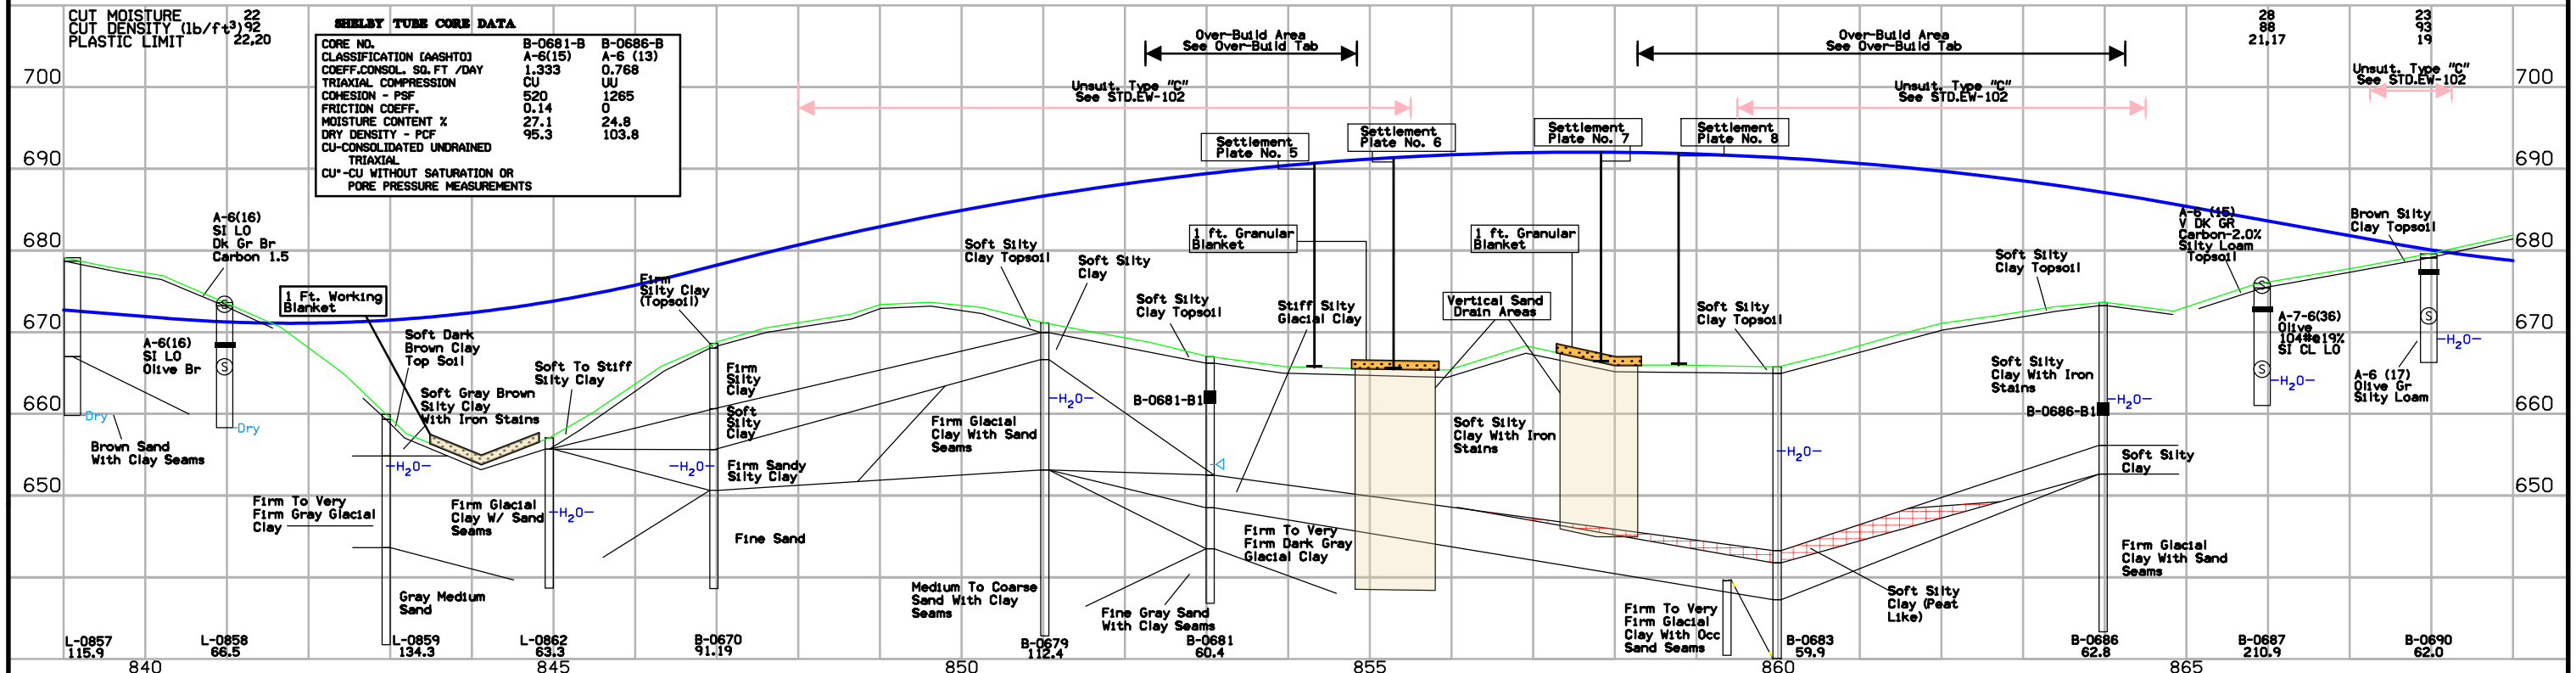 CUT MOISTURE 22
CUT DENSITY (lb/ft³) 92
PLASTIC LIMIT 22,20
SHELBY TUBE CORE DATA
CORE NO. B-0681-B B-0686-B
CLASSIFICATION [AASHTO] A-6(15) A-6 (13)
COEFF.CONSOL. SQ.FT /DAY 1.333 0.768
TRIAXIAL COMPRESSION CU UU
COHESION - PSF 520 1265
FRICTION COEFF. 0.14 0
MOISTURE CONTENT % 27.1 24.8
DRY DENSITY - PCF 95.3 103.8
CU-CONSOLIDATED UNDRAINED
TRIAXIAL
CU*-CU WITHOUT SATURATION OR
PORE PRESSURE MEASUREMENTS
Over-Build Area
See Over-Build Tab
Over-Build Area
See Over-Build Tab
28
88
21,17
23
93
19
Unsuit. Type "C"
See STD.EW-102
Unsuit. Type "C"
See STD.EW-102
Unsuit. Type "C"
See STD.EW-102
700
690
680
670
660
650
700
690
680
670
660
650
Settlement
Plate No. 5
Settlement
Plate No. 6
Settlement
Plate No. 7
Settlement
Plate No. 8
A-6(16)
SI LO
Dk Gr Br
Carbon 1.5
S
A-6(16)
SI LO
Olive Br
S
Dry
Dry
Brown Sand
With Clay Seams
1 Ft. Working
Blanket
Soft Dark
Brown Clay
Top Soil
Soft Gray Brown
Silty Clay
With Iron Stains
H2O
Firm To Very
Firm Gray Glacial
Clay
Gray Medium
Sand
Soft To Stiff
Silty Clay
Firm Glacial
Clay W/ Sand
Seams
H2O
Firm
Silty Clay
(Topsoil)
Firm
Silty
Clay
Soft
Silty
Clay
H2O
Firm Sandy
Silty Clay
Fine Sand
Soft Silty
Clay Topsoil
Soft Silty
Clay
H2O
Firm Glacial
Clay With Sand
Seams
Medium To Coarse
Sand With Clay
Seams
Soft Silty
Clay Topsoil
B-0681-B1
Fine Gray Sand
With Clay Seams
1 ft. Granular
Blanket
Stiff Silty
Glacial Clay
Firm To Very
Firm Dark Gray
Glacial Clay
1 ft. Granular
Blanket
Vertical Sand
Drain Areas
Soft Silty
Clay With Iron
Stains
Soft Silty
Clay Topsoil
H2O
Firm To Very
Firm Glacial
Clay With Occ
Sand Seams
Soft Silty
Clay (Peat
Like)
Soft Silty
Clay Topsoil
Soft Silty
Clay With Iron
Stains
B-0686-B1
H2O
Soft Silty
Clay
Firm Glacial
Clay With Sand
Seams
A-6 (15)
V DK GR
Carbon-2.0%
Silty Loam
Topsoil
S
A-7-6(36)
Olive
104#@19%
SI CL LO
S
H2O
Brown Silty
Clay Topsoil
S
H2O
A-6 (17)
Olive Gr
Silty Loam
L-0857
115.9
L-0858
66.5
L-0859
134.3
L-0862
63.3
B-0670
91.19
B-0679
112.4
B-0681
60.4
B-0683
59.9
B-0686
62.8
B-0687
210.9
B-0690
62.0
840
845
850
855
860
865